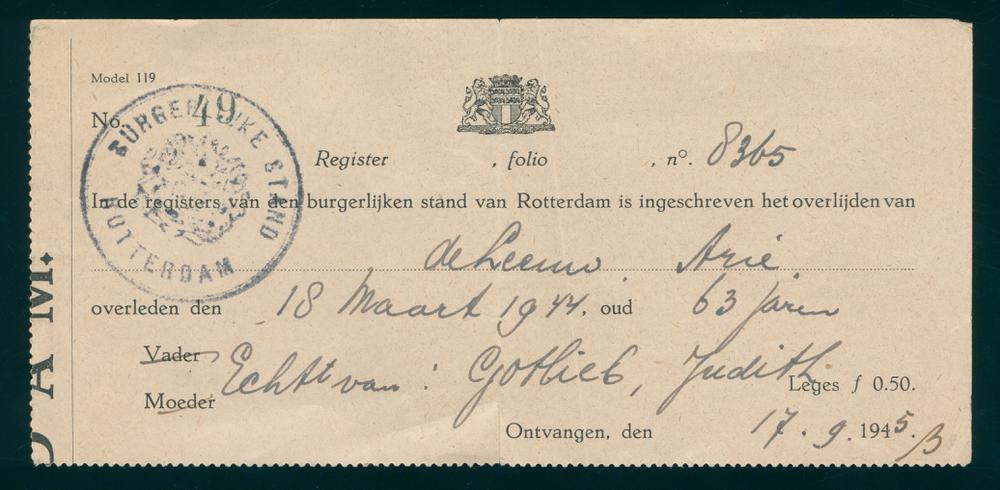 Model 119
No. 49
BURGERLIJKE STAND
ROTTERDAM
Register , folio , nº. 8365
In de registers van den burgerlijken stand van Rotterdam is ingeschreven het overlijden van
de Leeuw, Arie
overleden den 18 Maart 1944. oud 63 jaren
Vader
Echtt van : Gotlieb, Judith
Moeder
Leges f 0.50.
Ontvangen, den 17.9.1945.
D A M.